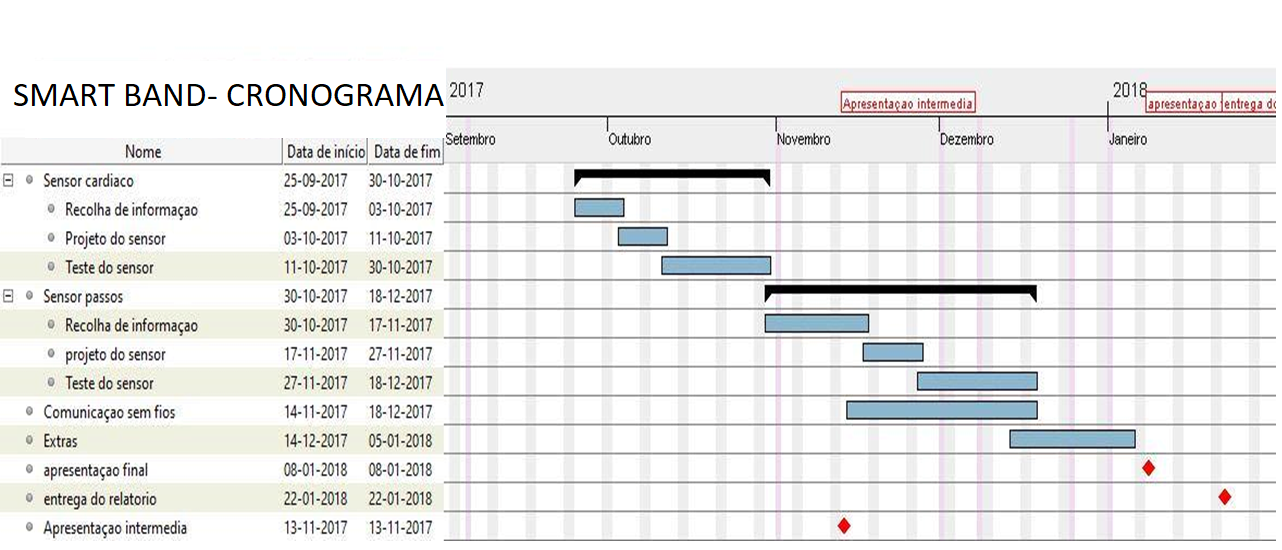 SMART BAND- CRONOGRAMA
2017
2018
Apresentaçao intermedia
apresentação
entrega do
Setembro
Outubro
Novembro
Dezembro
Janeiro
Nome Data de início Data de fim
Sensor cardiaco 25-09-2017 30-10-2017
Recolha de informaçao 25-09-2017 03-10-2017
Projeto do sensor 03-10-2017 11-10-2017
Teste do sensor 11-10-2017 30-10-2017
Sensor passos 30-10-2017 18-12-2017
Recolha de informaçao 30-10-2017 17-11-2017
projeto do sensor 17-11-2017 27-11-2017
Teste do sensor 27-11-2017 18-12-2017
Comunicaçao sem fios 14-11-2017 18-12-2017
Extras 14-12-2017 05-01-2018
apresentaçao final 08-01-2018 08-01-2018
entrega do relatorio 22-01-2018 22-01-2018
Apresentaçao intermedia 13-11-2017 13-11-2017